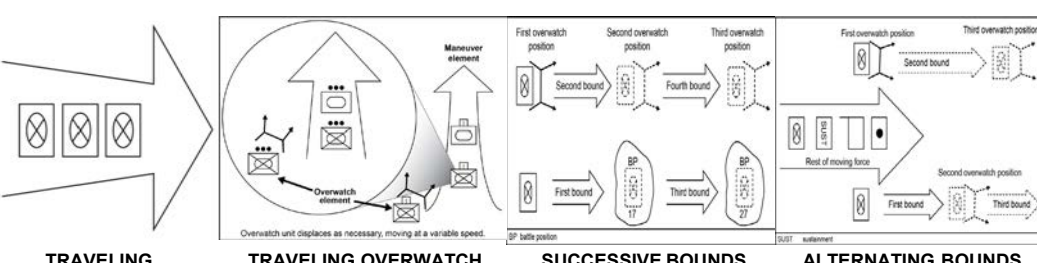 Maneuver
element
Overwatch
element
Overwatch unit displaces as necessary, moving at a variable speed.
First overwatch
position
Second overwatch
position
Third overwatch
position
Second bound
Fourth bound
BP
BP
First bound
Third bound
17
27
BP battle position
First overwatch position
Third overwatch position
Second bound
SUST
Rest of moving force
Second overwatch position
First bound
Third bound
SUST sustainment
TRAVELING
TRAVELING OVERWATCH
SUCCESSIVE BOUNDS
ALTERNATING BOUNDS